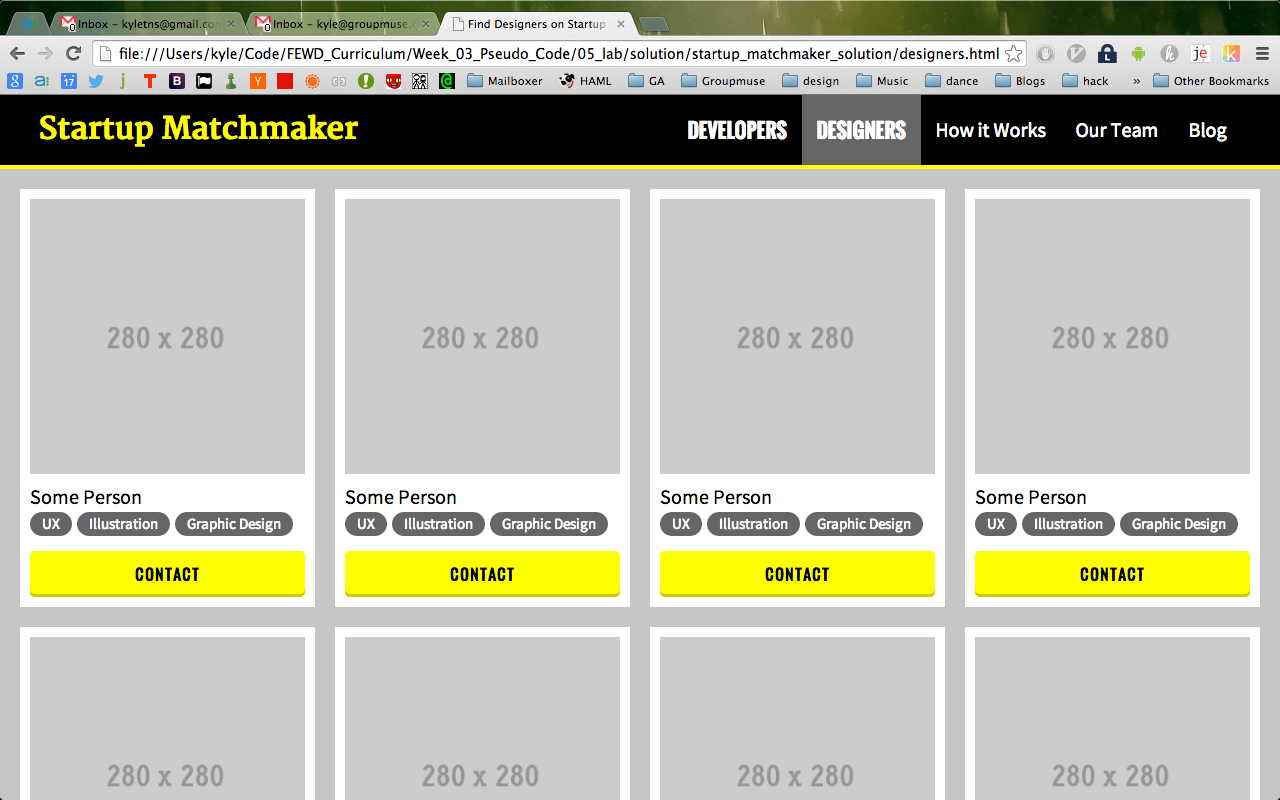 Inbox – kyletns@gmail.com
Inbox – kyle@groupmuse.c
Find Designers on Startup
file:///Users/kyle/Code/FEWD_Curriculum/Week_03_Pseudo_Code/05_lab/solution/startup_matchmaker_solution/designers.html
Mailboxer HAML GA Groupmuse design Music dance Blogs hack » Other Bookmarks
Startup Matchmaker DEVELOPERS DESIGNERS How it Works Our Team Blog
280 x 280 280 x 280 280 x 280 280 x 280
Some Person Some Person Some Person Some Person
UX Illustration Graphic Design UX Illustration Graphic Design UX Illustration Graphic Design UX Illustration Graphic Design
CONTACT CONTACT CONTACT CONTACT
280 x 280 280 x 280 280 x 280 280 x 280